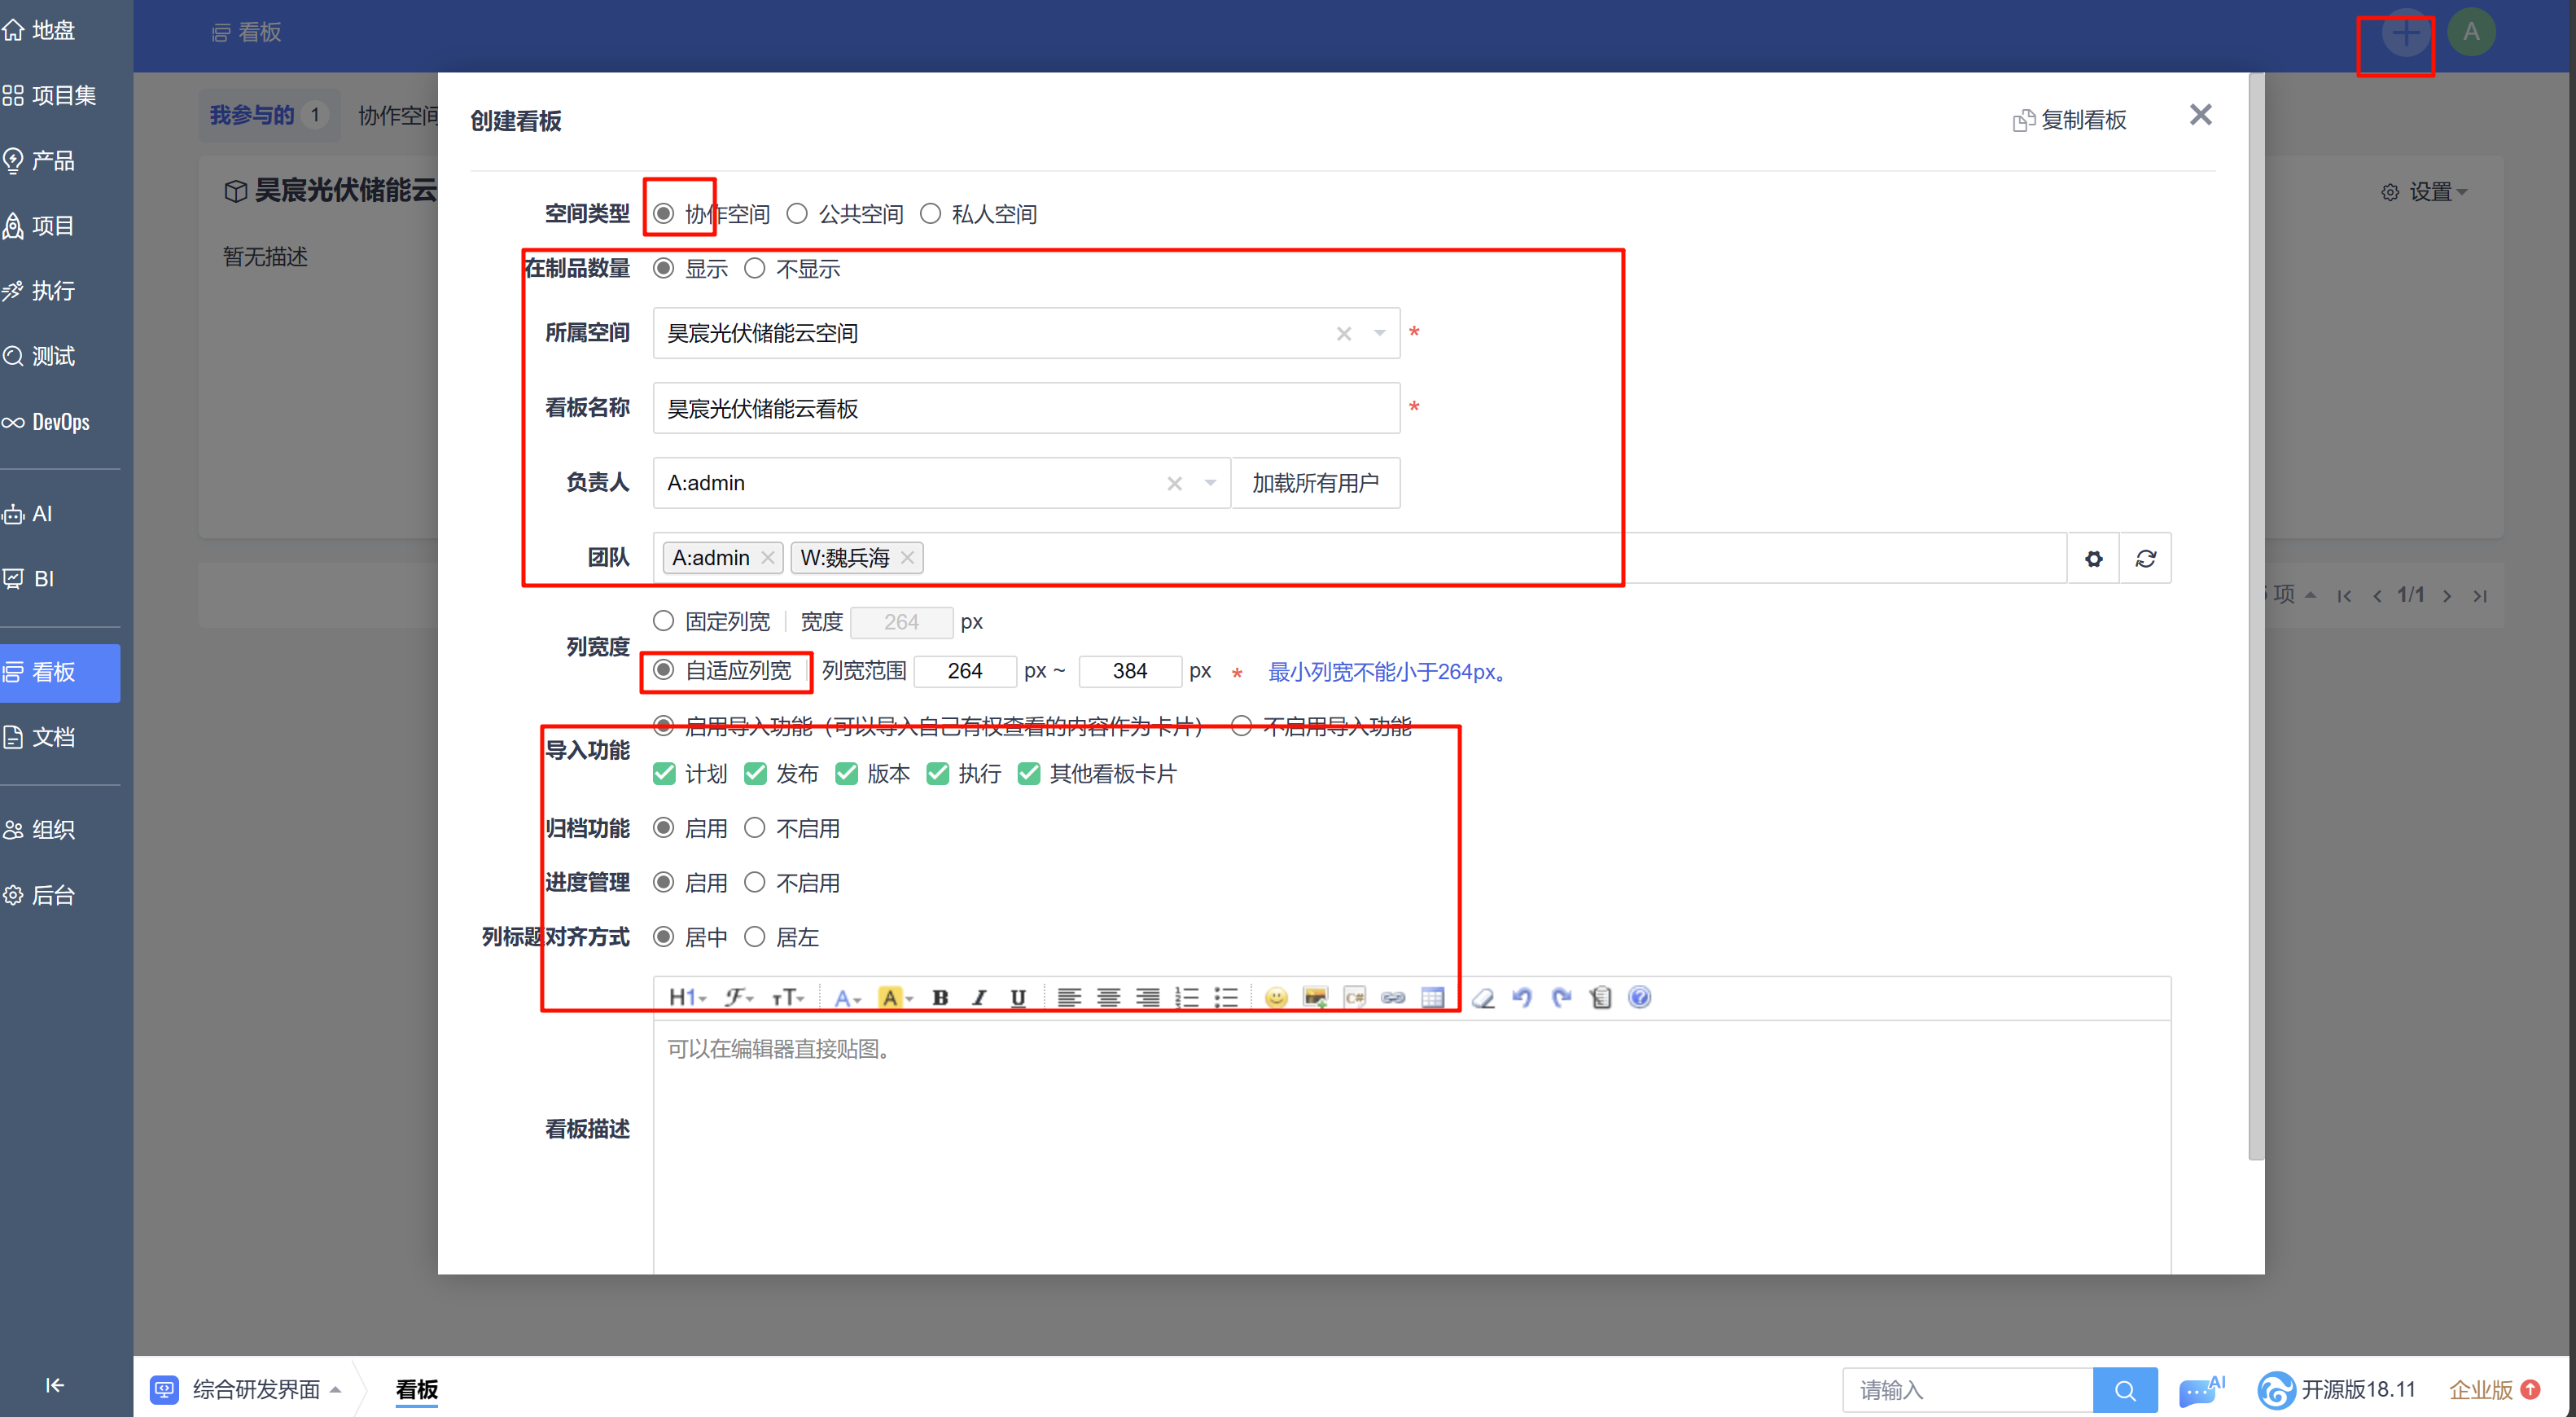 地盘
项目集
产品
项目
执行
测试
DevOps
AI
BI
看板
文档
组织
后台
看板
A
我参与的 1 协作空间
昊宸光伏储能云
设置
暂无描述
项 1/1
创建看板
复制看板
空间类型 协作空间 公共空间 私人空间
在制品数量 显示 不显示
所属空间 昊宸光伏储能云空间 *
看板名称 昊宸光伏储能云看板 *
负责人 A:admin 加载所有用户
团队 A:admin W:魏兵海
列宽度 固定列宽 宽度 264 px
自适应列宽 列宽范围 264 px ~ 384 px * 最小列宽不能小于264px。
导入功能 启用导入功能（可以导入自己有权查看的内容作为卡片） 不启用导入功能
计划 发布 版本 执行 其他看板卡片
归档功能 启用 不启用
进度管理 启用 不启用
列标题对齐方式 居中 居左
H1 F TT A A B I U C#
可以在编辑器直接贴图。
看板描述
综合研发界面 看板 请输入 AI 开源版18.11 企业版